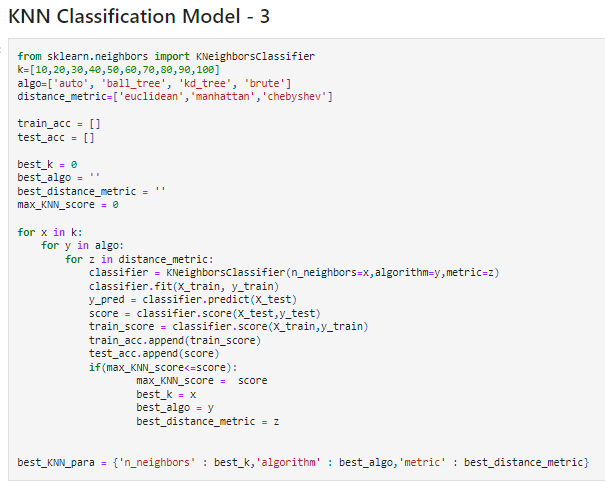 KNN Classification Model - 3
from sklearn.neighbors import KNeighborsClassifier
k=[10,20,30,40,50,60,70,80,90,100]
algo=['auto', 'ball_tree', 'kd_tree', 'brute']
distance_metric=['euclidean','manhattan','chebyshev']
train_acc = []
test_acc = []
best_k = 0
best_algo = ''
best_distance_metric = ''
max_KNN_score = 0
for x in k:
    for y in algo:
        for z in distance_metric:
            classifier = KNeighborsClassifier(n_neighbors=x,algorithm=y,metric=z)
            classifier.fit(X_train, y_train)
            y_pred = classifier.predict(X_test)
            score = classifier.score(X_test,y_test)
            train_score = classifier.score(X_train,y_train)
            train_acc.append(train_score)
            test_acc.append(score)
            if(max_KNN_score<=score):
                    max_KNN_score =  score
                    best_k = x
                    best_algo = y
                    best_distance_metric = z
best_KNN_para = {'n_neighbors' : best_k,'algorithm' : best_algo,'metric' : best_distance_metric}